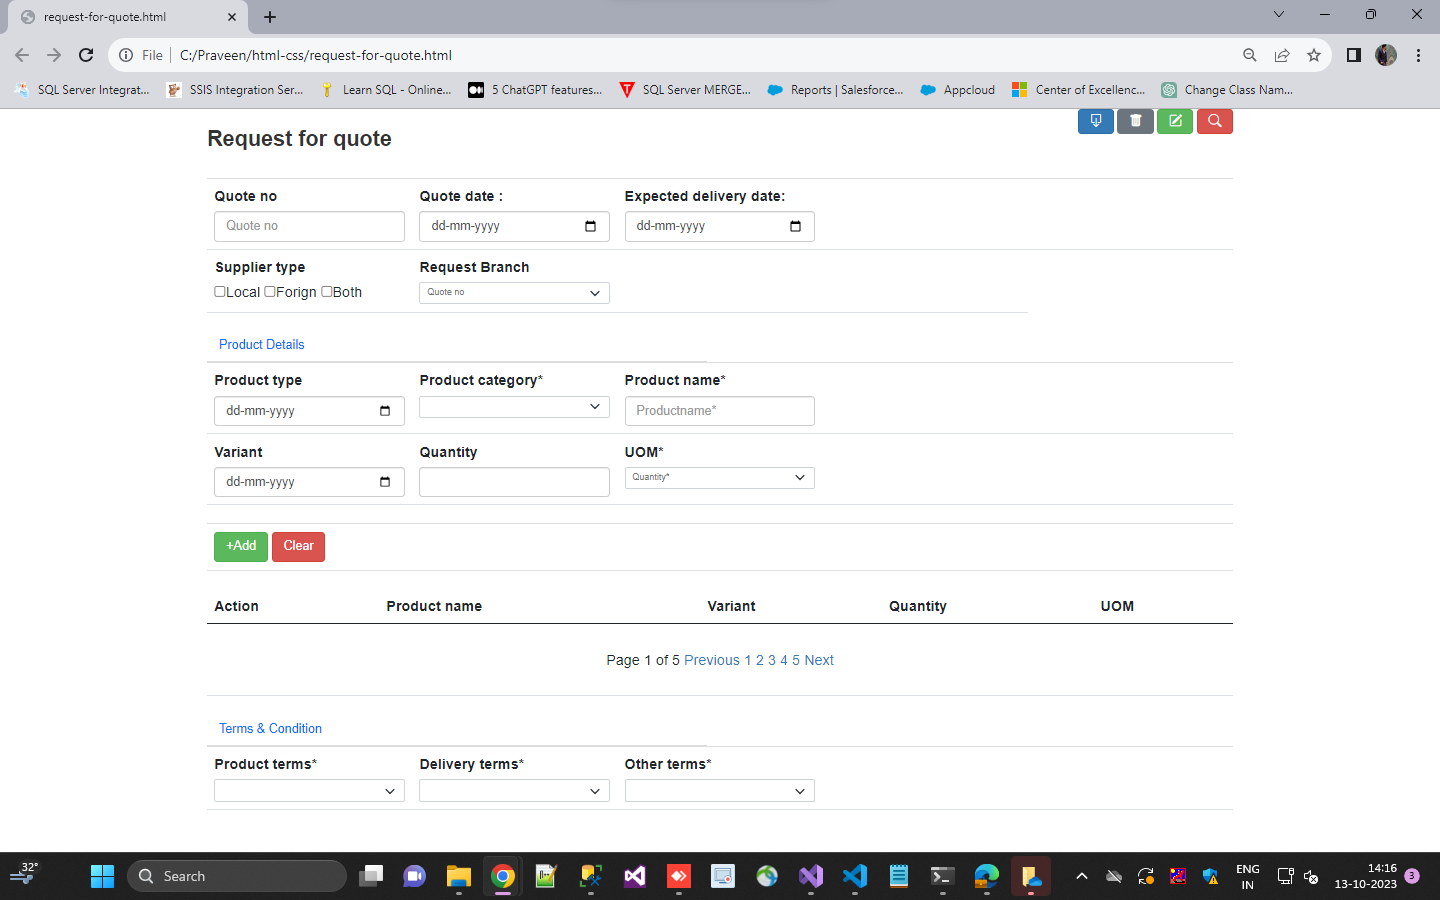 request-for-quote.html
File C:/Praveen/html-css/request-for-quote.html
SQL Server Integrat... SSIS Integration Ser... Learn SQL - Online... 5 ChatGPT features... SQL Server MERGE... Reports | Salesforce... Appcloud Center of Excellenc... Change Class Nam...
Request for quote
Quote no Quote date : Expected delivery date:
Quote no dd-mm-yyyy dd-mm-yyyy
Supplier type Request Branch
Local Forign Both Quote no
Product Details
Product type Product category* Product name*
dd-mm-yyyy Productname*
Variant Quantity UOM*
dd-mm-yyyy Quantity*
+Add Clear
Action Product name Variant Quantity UOM
Page 1 of 5 Previous 1 2 3 4 5 Next
Terms & Condition
Product terms* Delivery terms* Other terms*
32° Search ENG 14:16
IN 13-10-2023 3